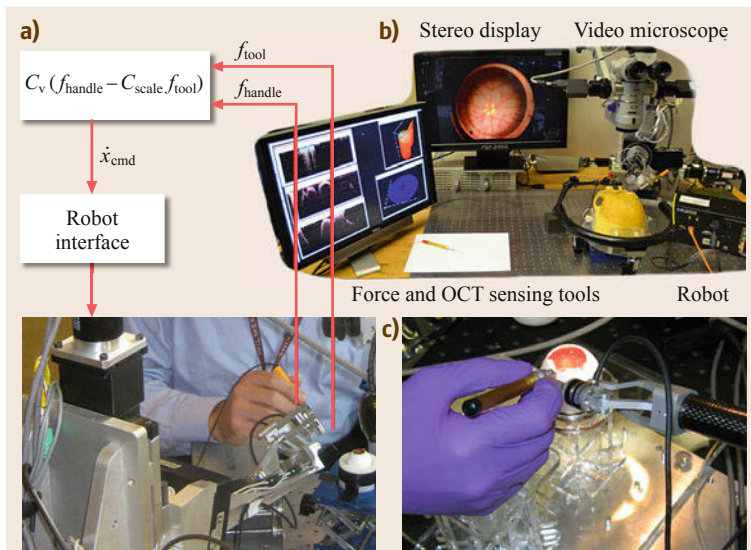 a)
f_tool
f_handle
C_v (f_handle – C_scale f_tool)
ẋ_cmd
Robot
interface
b)
Stereo display
Video microscope
Force and OCT sensing tools
Robot
c)